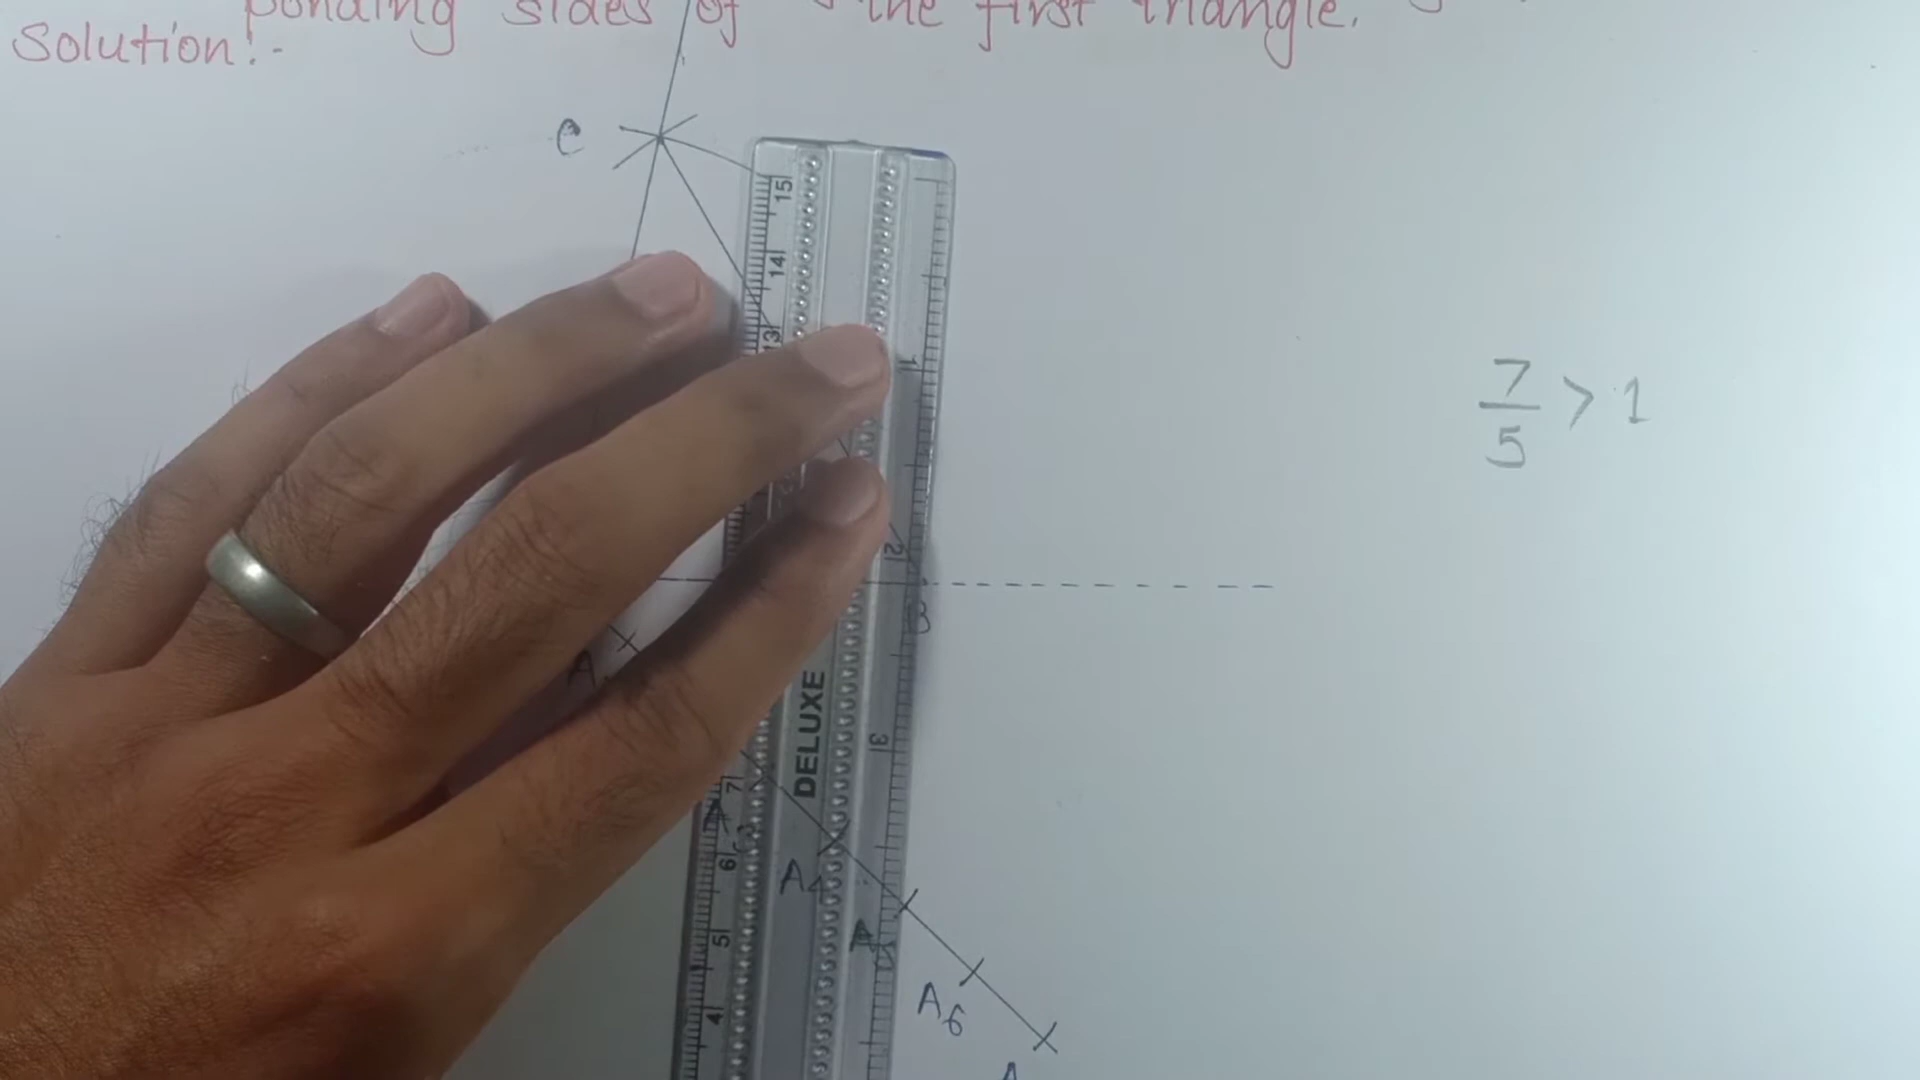 ponding sides of the first triangle.
Solution:-
C
15
14
13
1
7
5 > 1
2
B
A
3
DELUXE
7
6
A4
5
A5
4
A6
A